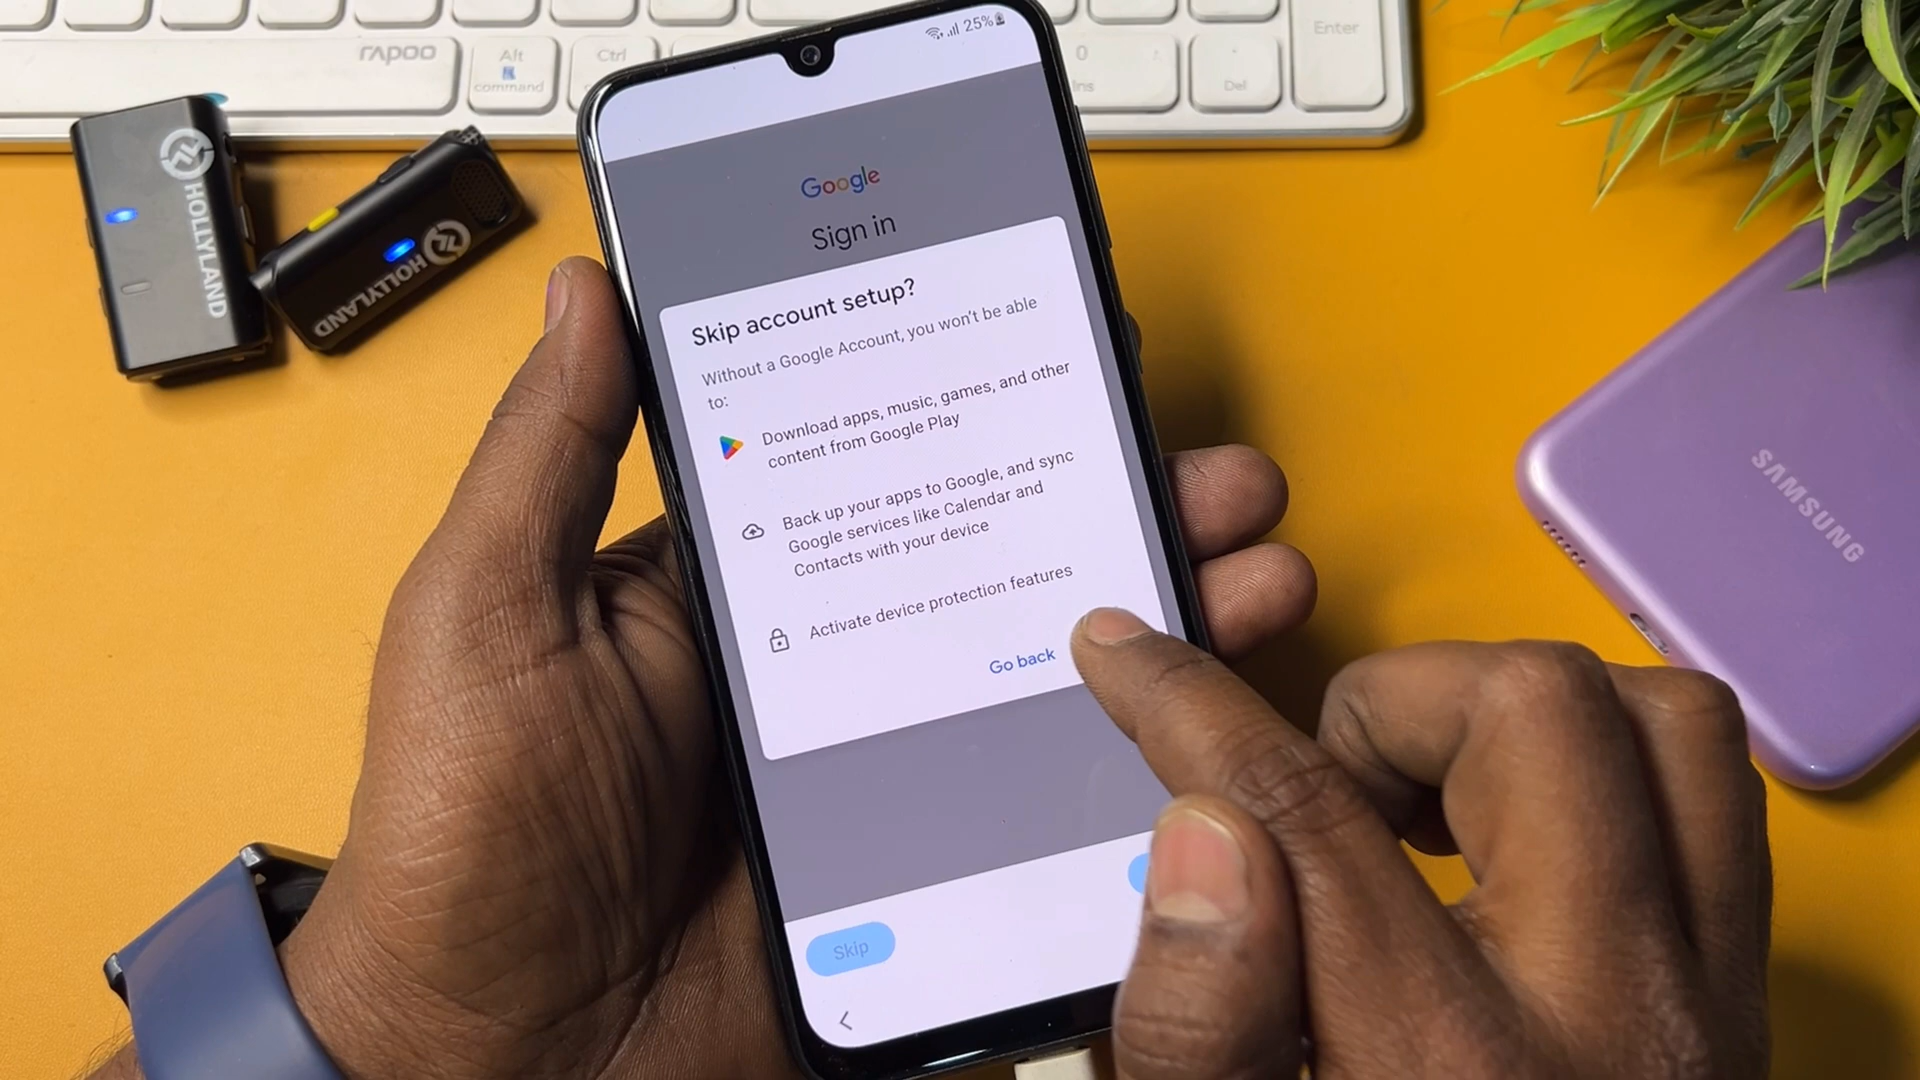 rapoo
Alt
command
Ctrl
0
Ins
Del
Enter
HOLLYLAND
HOLLYLAND
25%
Google
Sign in
Skip account setup?
Without a Google Account, you won't be able
to:
Download apps, music, games, and other
content from Google Play
Back up your apps to Google, and sync
Google services like Calendar and
Contacts with your device
Activate device protection features
Go back
Skip
SAMSUNG